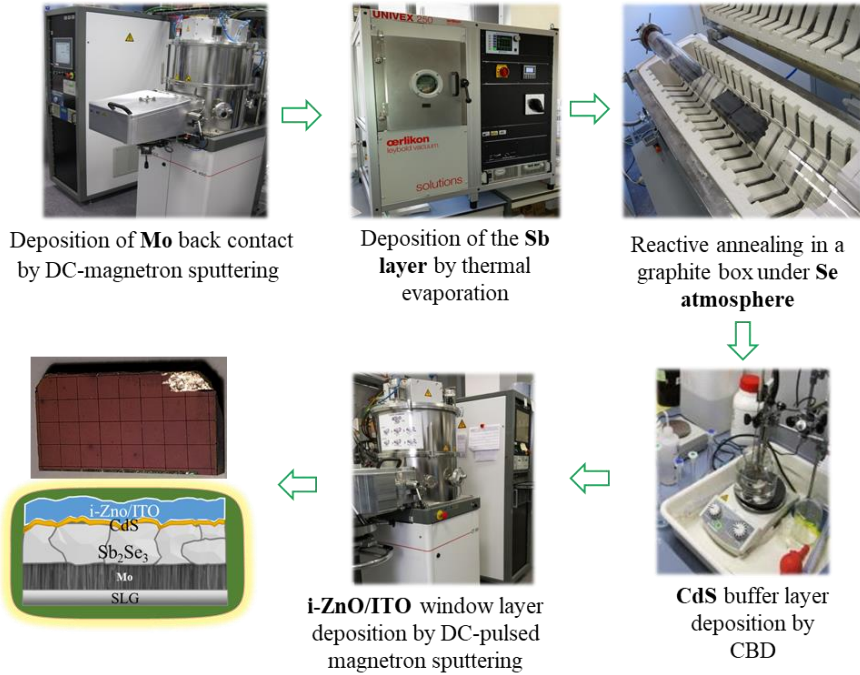 UNIVEX 250
œrlikon
leybold vacuum
solutions
Deposition of Mo back contact
by DC-magnetron sputtering
Deposition of the Sb
layer by thermal
evaporation
Reactive annealing in a
graphite box under Se
atmosphere
i-Zno/ITO
CdS
Sb₂Se₃
Mo
SLG
i-ZnO/ITO window layer
deposition by DC-pulsed
magnetron sputtering
CdS buffer layer
deposition by
CBD